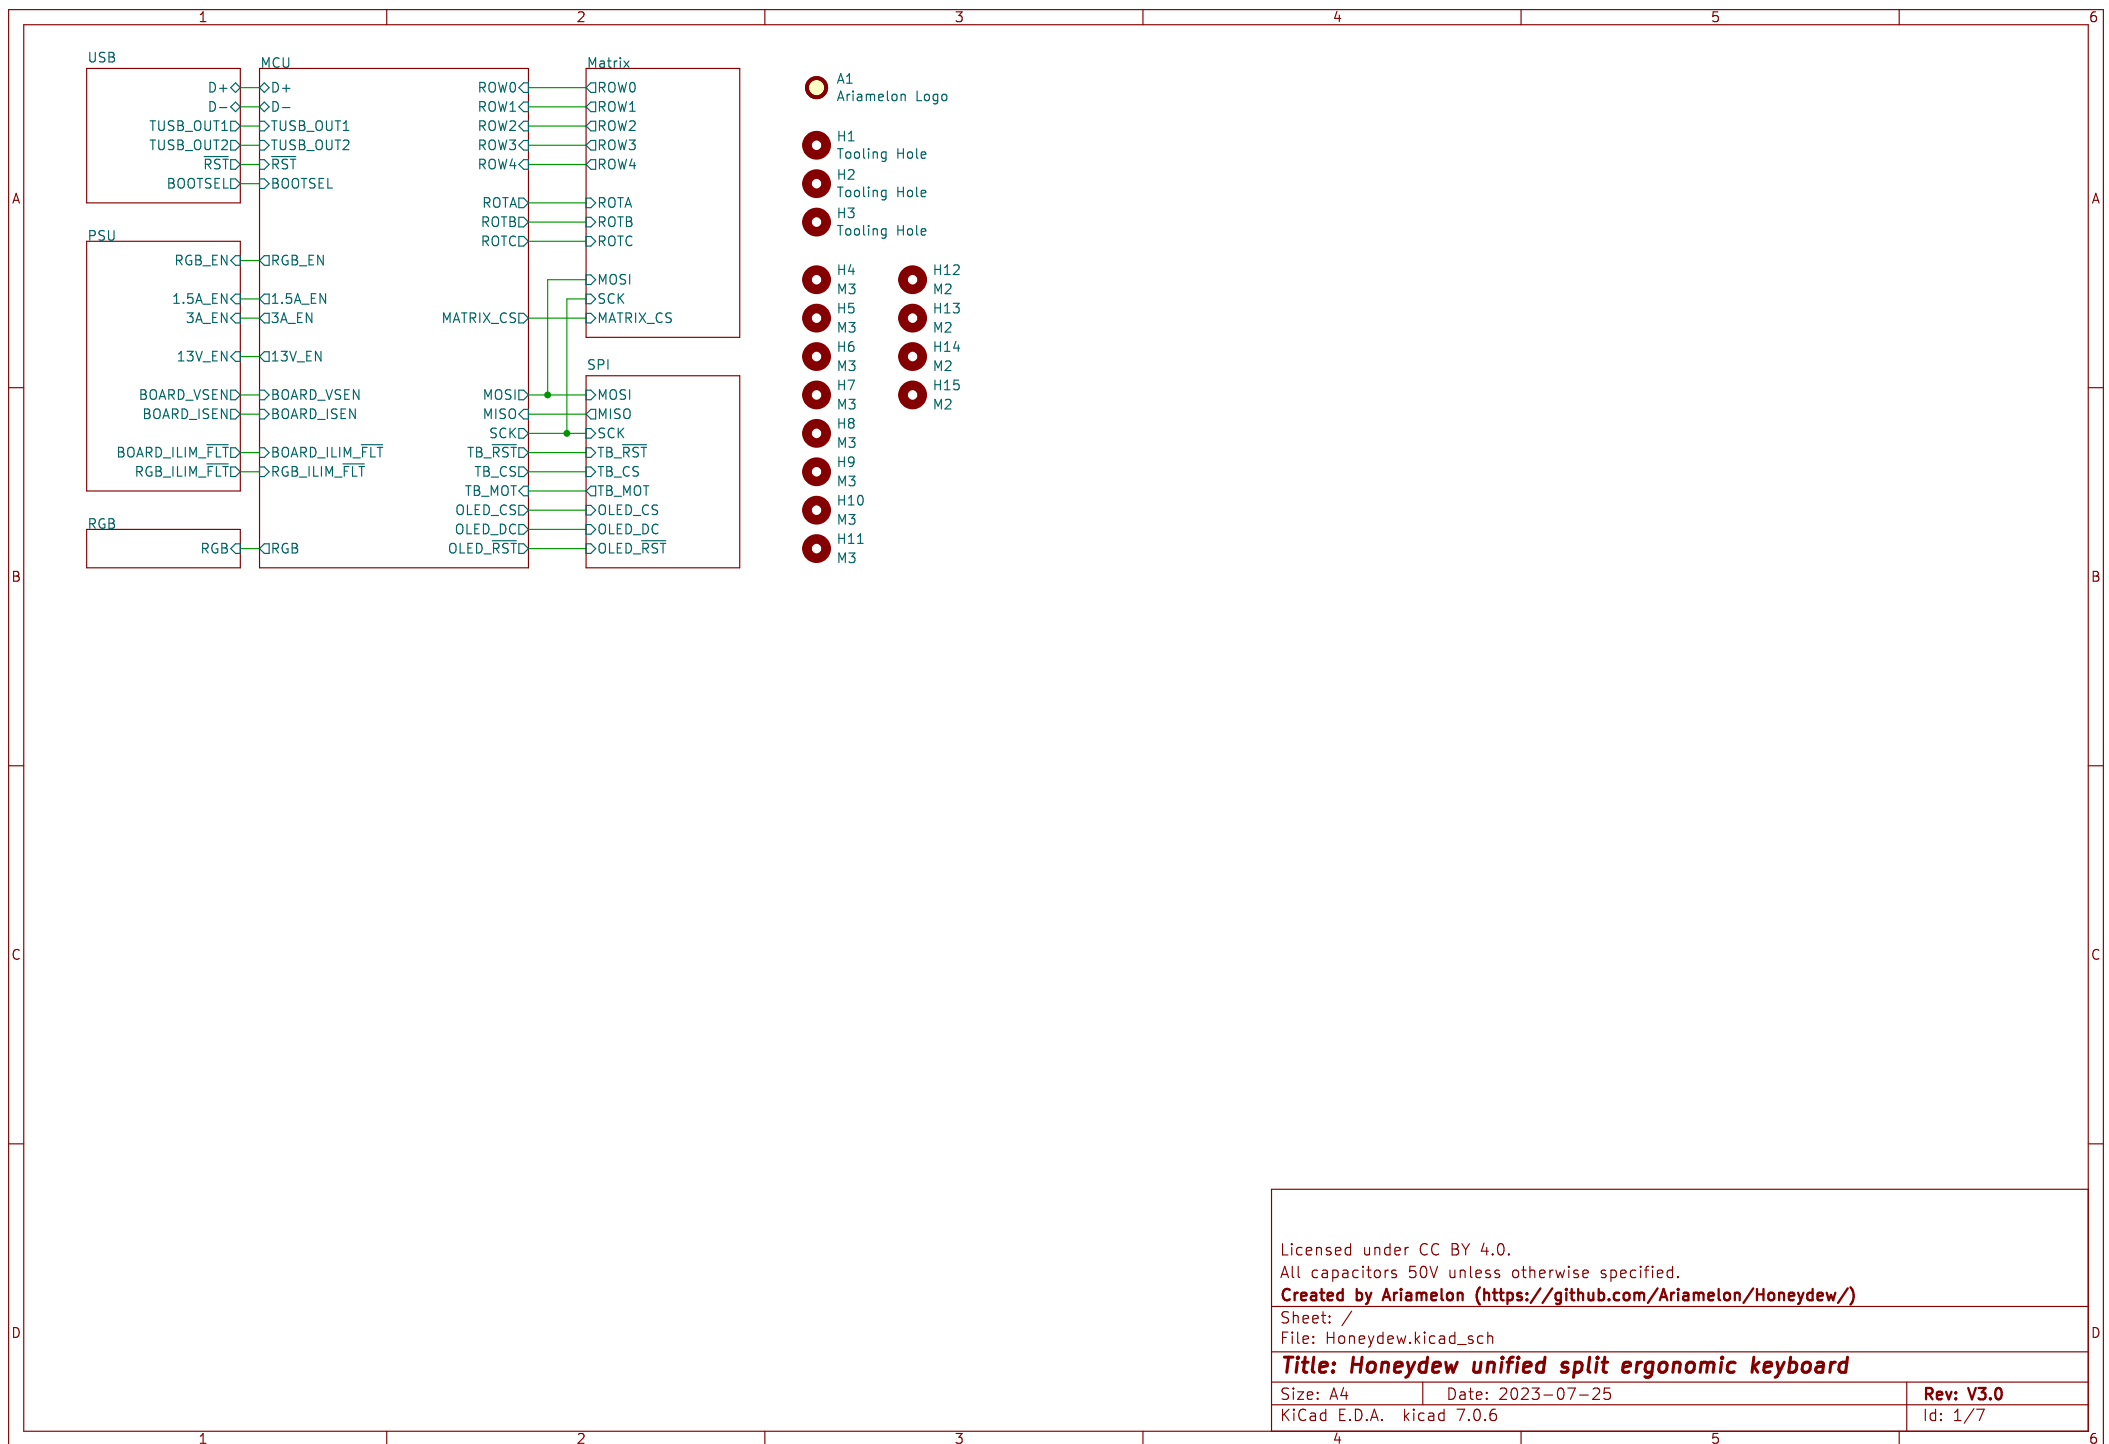 1 2 3 4 5 6
USB
D+
D-
TUSB_OUT1
TUSB_OUT2
RST
BOOTSEL
PSU
RGB_EN
1.5A_EN
3A_EN
13V_EN
BOARD_VSEN
BOARD_ISEN
BOARD_ILIM_FLT
RGB_ILIM_FLT
RGB
RGB
MCU
D+
D-
TUSB_OUT1
TUSB_OUT2
RST
BOOTSEL
RGB_EN
1.5A_EN
3A_EN
13V_EN
BOARD_VSEN
BOARD_ISEN
BOARD_ILIM_FLT
RGB_ILIM_FLT
RGB
ROW0
ROW1
ROW2
ROW3
ROW4
ROTA
ROTB
ROTC
MATRIX_CS
MOSI
MISO
SCK
TB_RST
TB_CS
TB_MOT
OLED_CS
OLED_DC
OLED_RST
Matrix
ROW0
ROW1
ROW2
ROW3
ROW4
ROTA
ROTB
ROTC
MOSI
SCK
MATRIX_CS
SPI
MOSI
MISO
SCK
TB_RST
TB_CS
TB_MOT
OLED_CS
OLED_DC
OLED_RST
A1
Ariamelon Logo
H1
Tooling Hole
H2
Tooling Hole
H3
Tooling Hole
H4
M3
H5
M3
H6
M3
H7
M3
H8
M3
H9
M3
H10
M3
H11
M3
H12
M2
H13
M2
H14
M2
H15
M2
A A
B B
C C
D D
Licensed under CC BY 4.0.
All capacitors 50V unless otherwise specified.
Created by Ariamelon (https://github.com/Ariamelon/Honeydew/)
Sheet: /
File: Honeydew.kicad_sch
Title: Honeydew unified split ergonomic keyboard
Size: A4 Date: 2023-07-25 Rev: V3.0
KiCad E.D.A. kicad 7.0.6 Id: 1/7
1 2 3 4 5 6